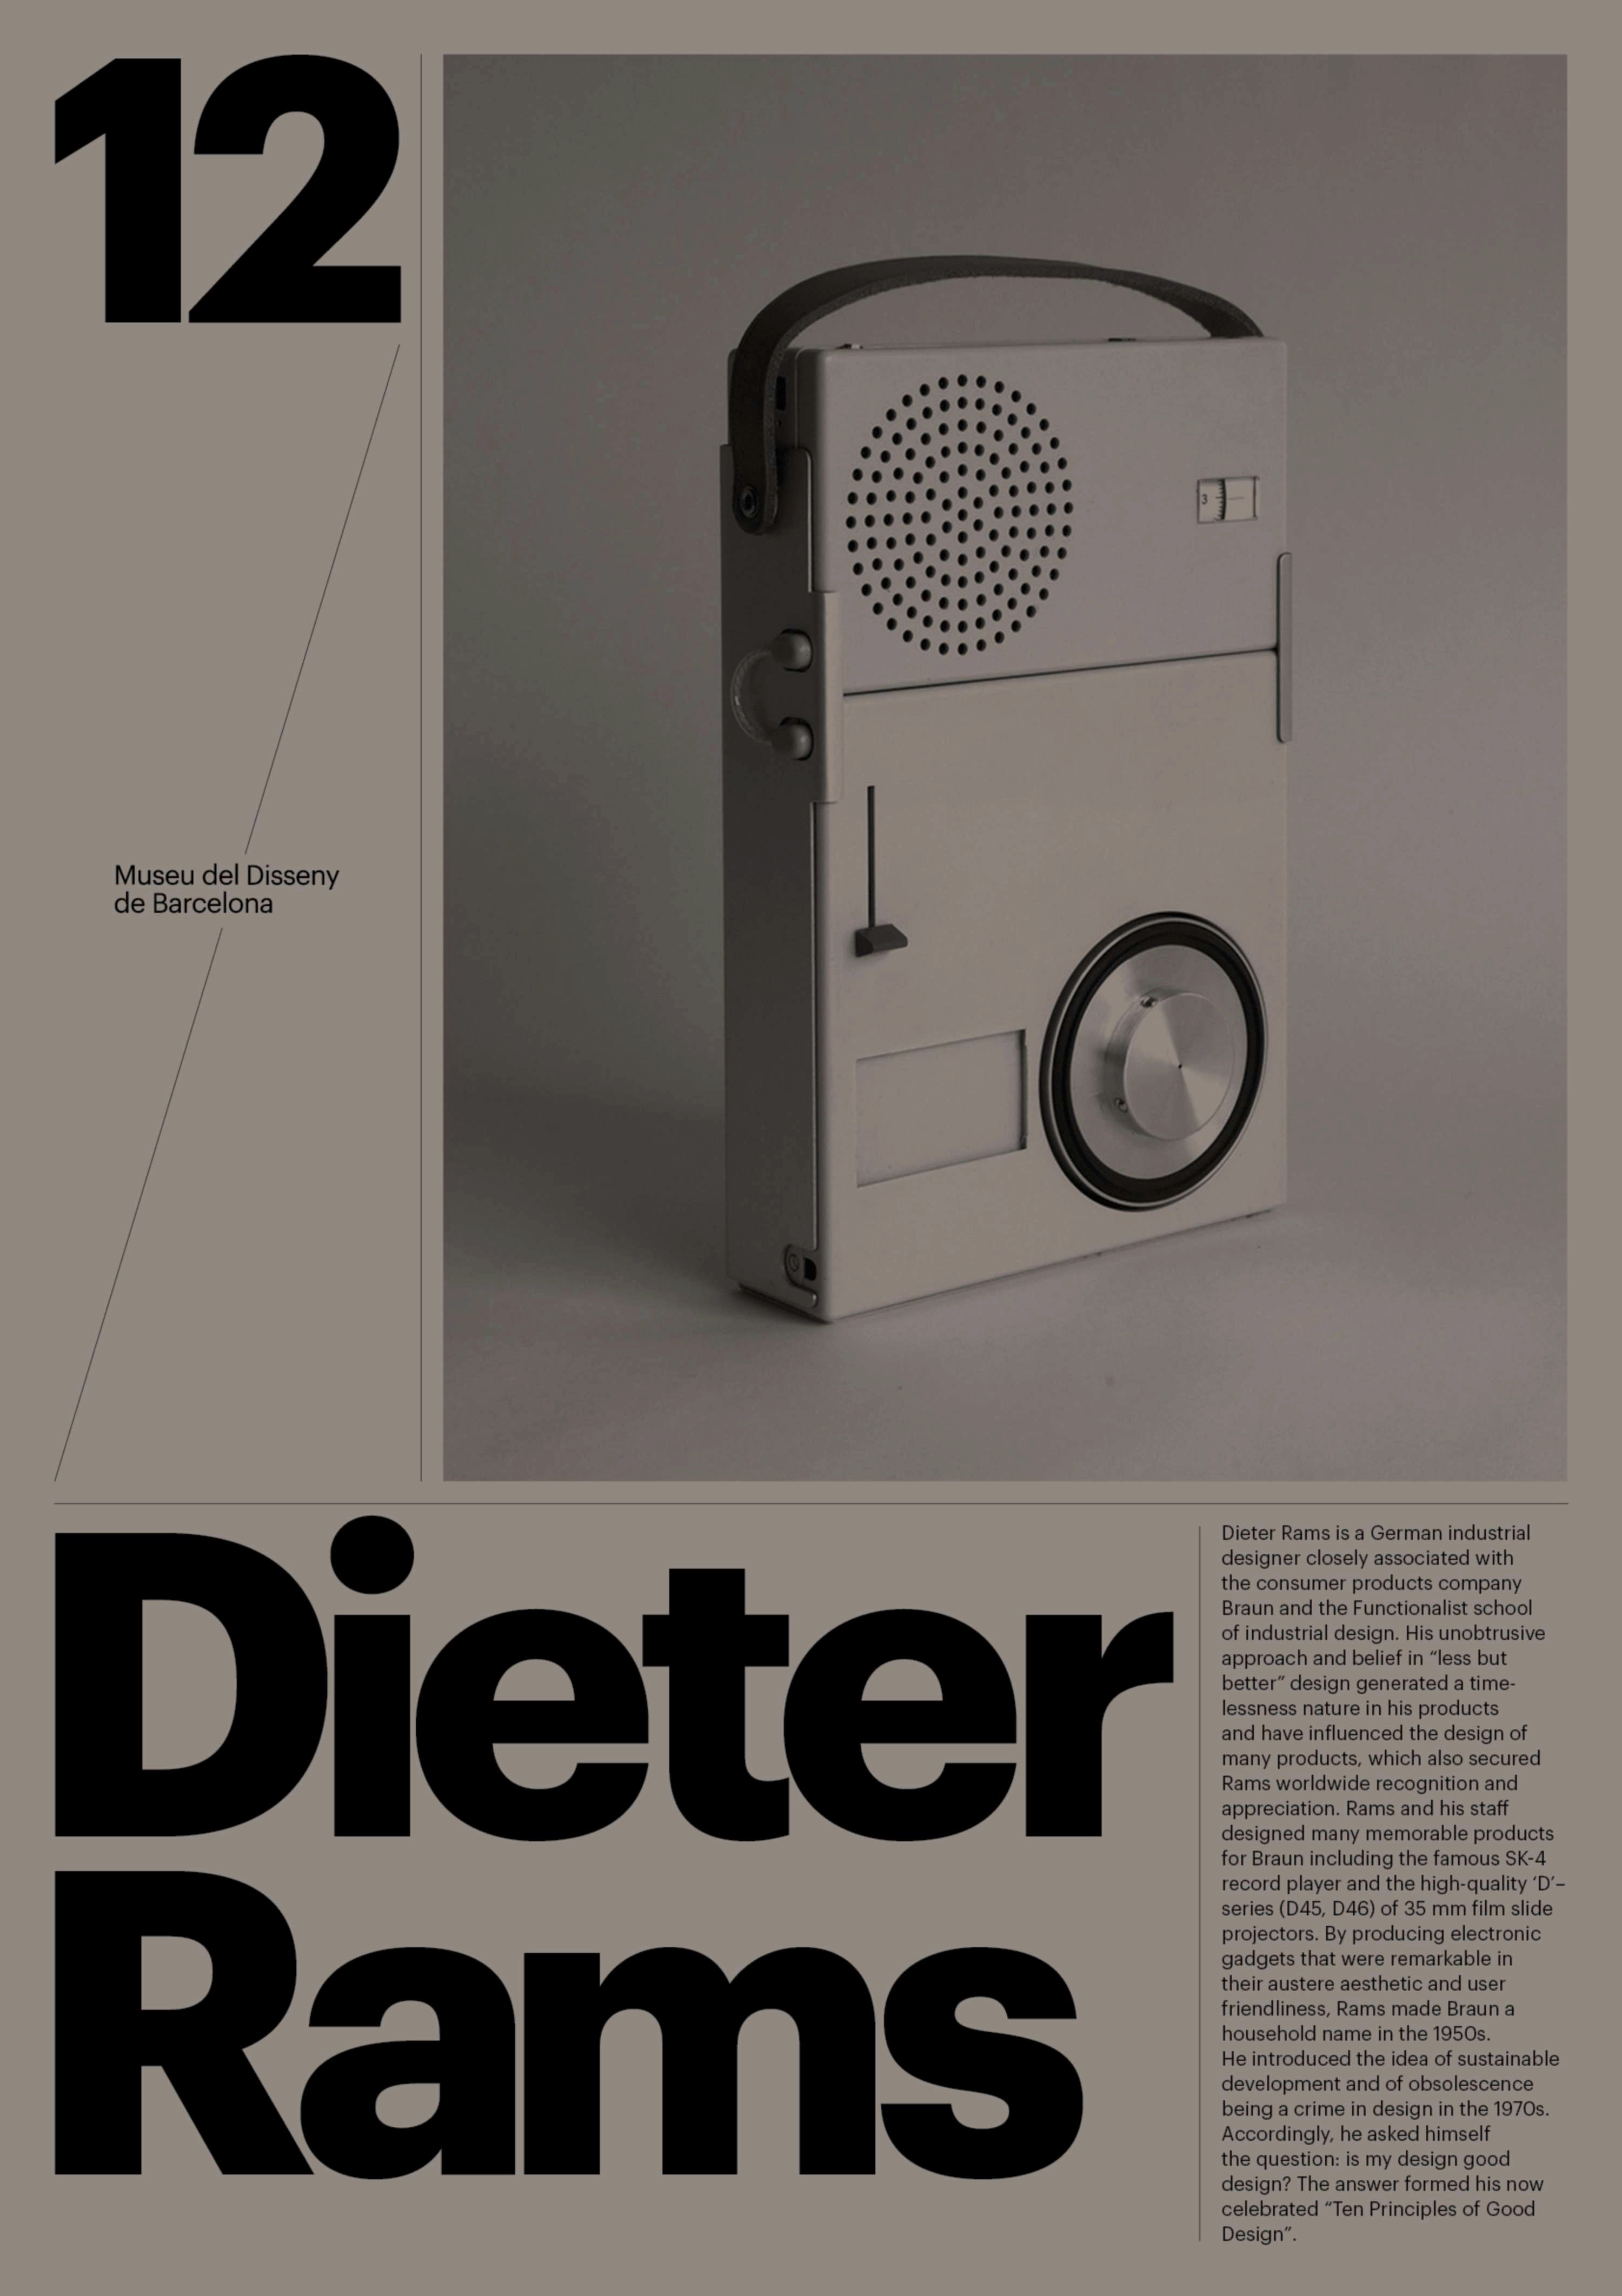 12
3
Museu del Disseny
de Barcelona
Dieter
Rams
Dieter Rams is a German industrial
designer closely associated with
the consumer products company
Braun and the Functionalist school
of industrial design. His unobtrusive
approach and belief in “less but
better” design generated a time-
lessness nature in his products
and have influenced the design of
many products, which also secured
Rams worldwide recognition and
appreciation. Rams and his staff
designed many memorable products
for Braun including the famous SK-4
record player and the high-quality ‘D’–
series (D45, D46) of 35 mm film slide
projectors. By producing electronic
gadgets that were remarkable in
their austere aesthetic and user
friendliness, Rams made Braun a
household name in the 1950s.
He introduced the idea of sustainable
development and of obsolescence
being a crime in design in the 1970s.
Accordingly, he asked himself
the question: is my design good
design? The answer formed his now
celebrated “Ten Principles of Good
Design”.